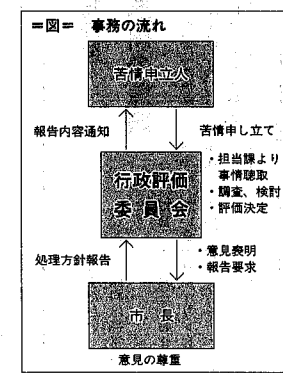 =図= 事務の流れ
苦情申立人
報告内容通知
苦情申し立て
行政評価
委員会
・担当課より
事情聴取
・調査、検討
・評価決定
処理方針報告
・意見表明
・報告要求
市長
意見の尊重